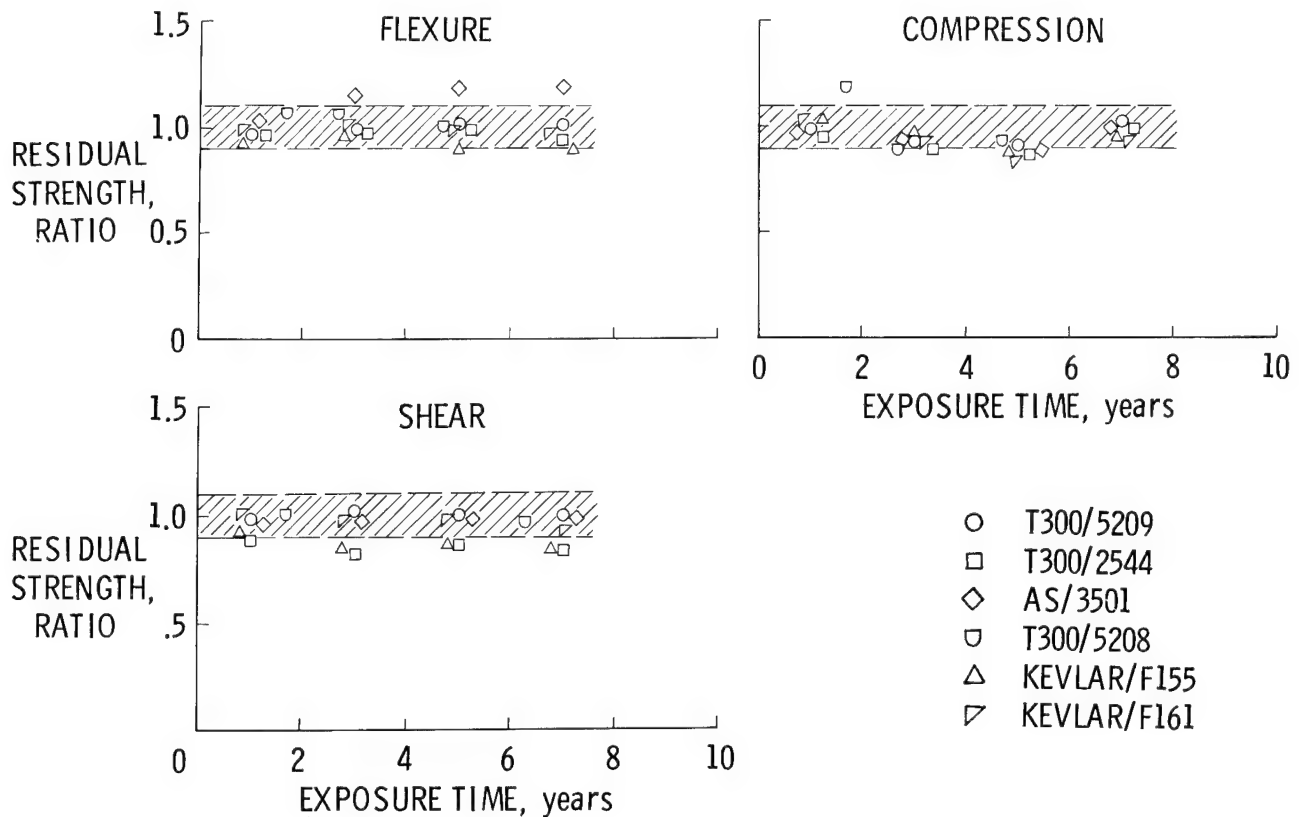 FLEXURE
1.5
1.0
0.5
0
RESIDUAL
STRENGTH,
RATIO
COMPRESSION
0 2 4 6 8 10
EXPOSURE TIME, years
SHEAR
1.5
1.0
.5
RESIDUAL
STRENGTH,
RATIO
0 2 4 6 8 10
EXPOSURE TIME, years
T300/5209
T300/2544
AS/3501
T300/5208
KEVLAR/F155
KEVLAR/F161